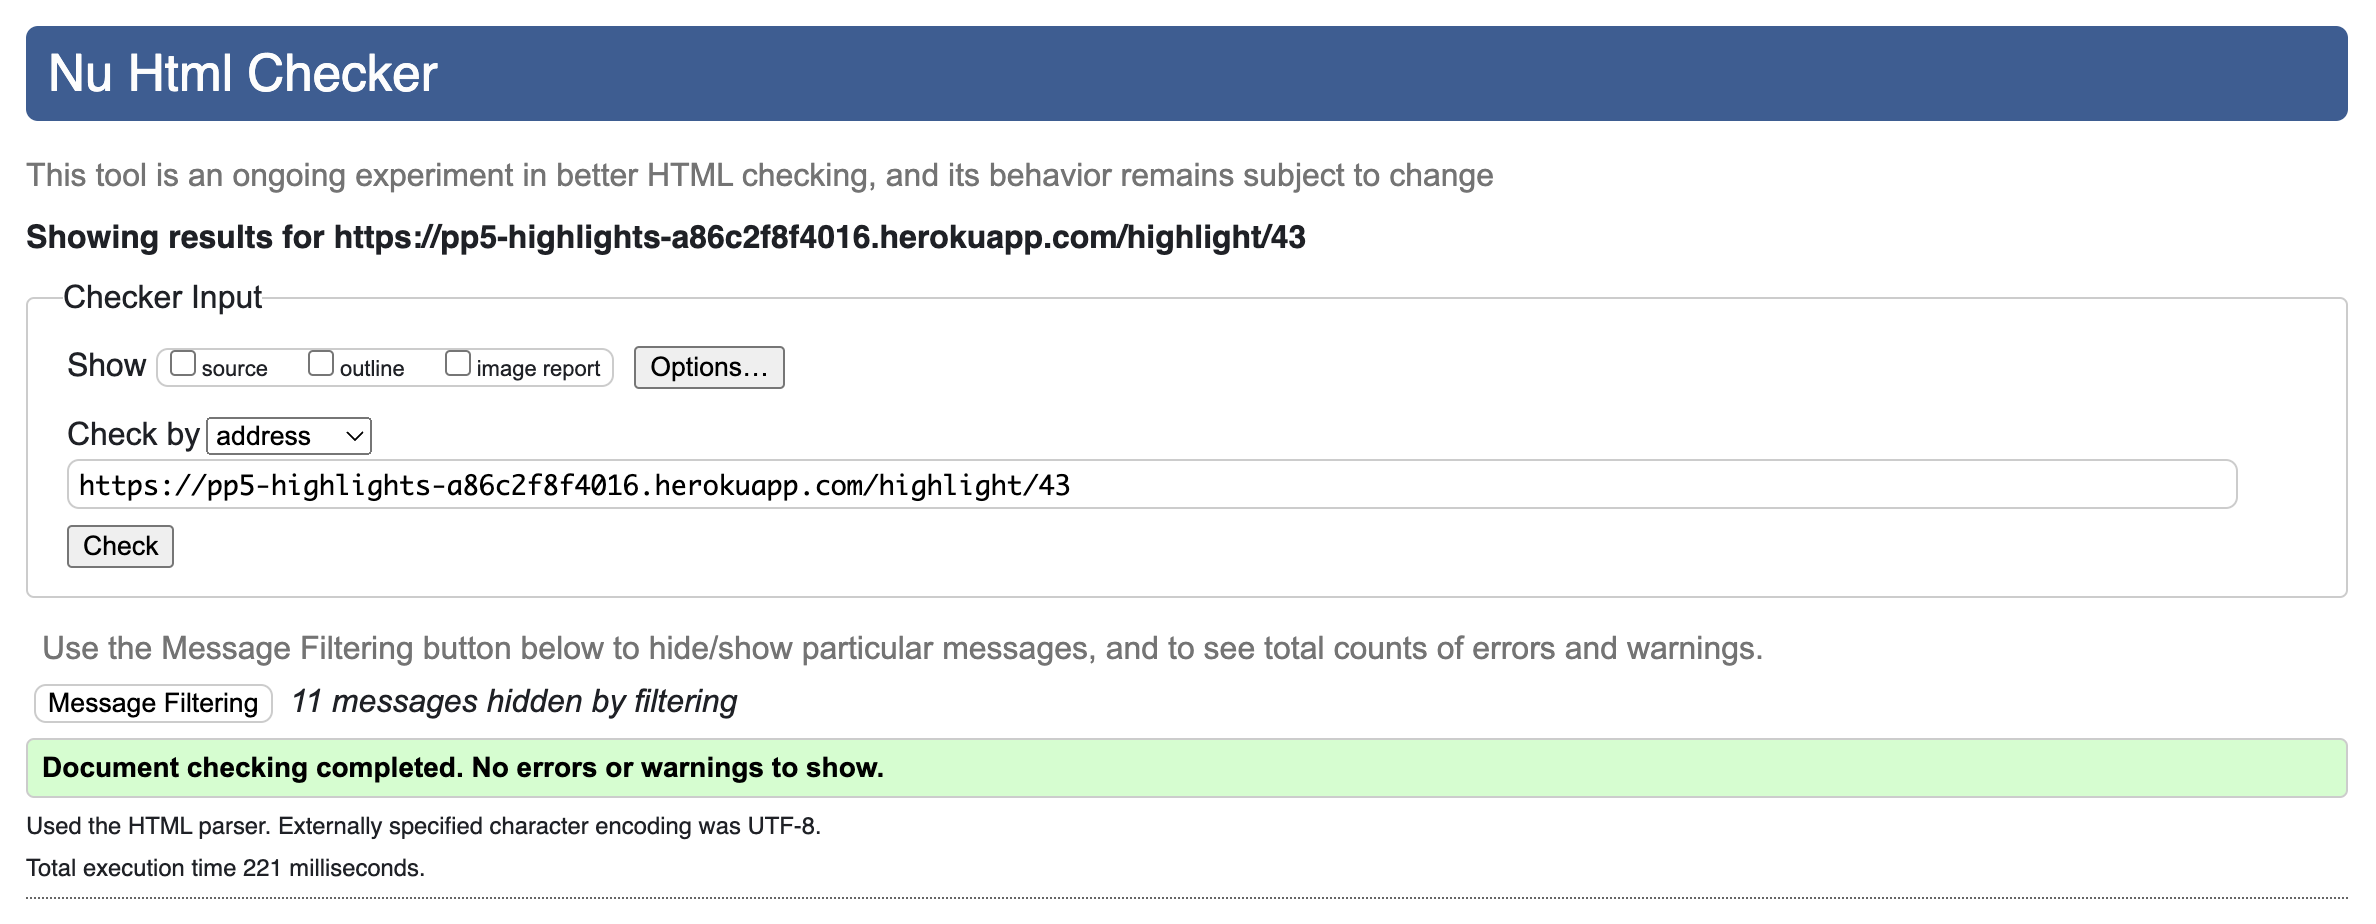 Nu Html Checker
This tool is an ongoing experiment in better HTML checking, and its behavior remains subject to change
Showing results for https://pp5-highlights-a86c2f8f4016.herokuapp.com/highlight/43
Checker Input
Show source outline image report Options...
Check by address
https://pp5-highlights-a86c2f8f4016.herokuapp.com/highlight/43
Check
Use the Message Filtering button below to hide/show particular messages, and to see total counts of errors and warnings.
Message Filtering 11 messages hidden by filtering
Document checking completed. No errors or warnings to show.
Used the HTML parser. Externally specified character encoding was UTF-8.
Total execution time 221 milliseconds.